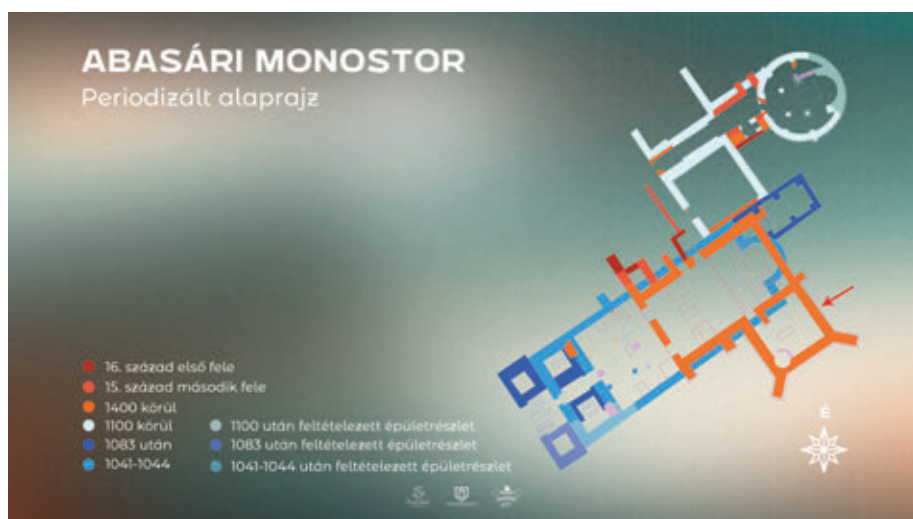 ABASÁRI MONOSTOR
Periodizált alaprajz
16. század első fele
15. század második fele
1400 körül
1100 körül
1083 után
1041-1044
1100 után feltételezett épületrészlet
1083 után feltételezett épületrészlet
1041-1044 után feltételezett épületrészlet
É